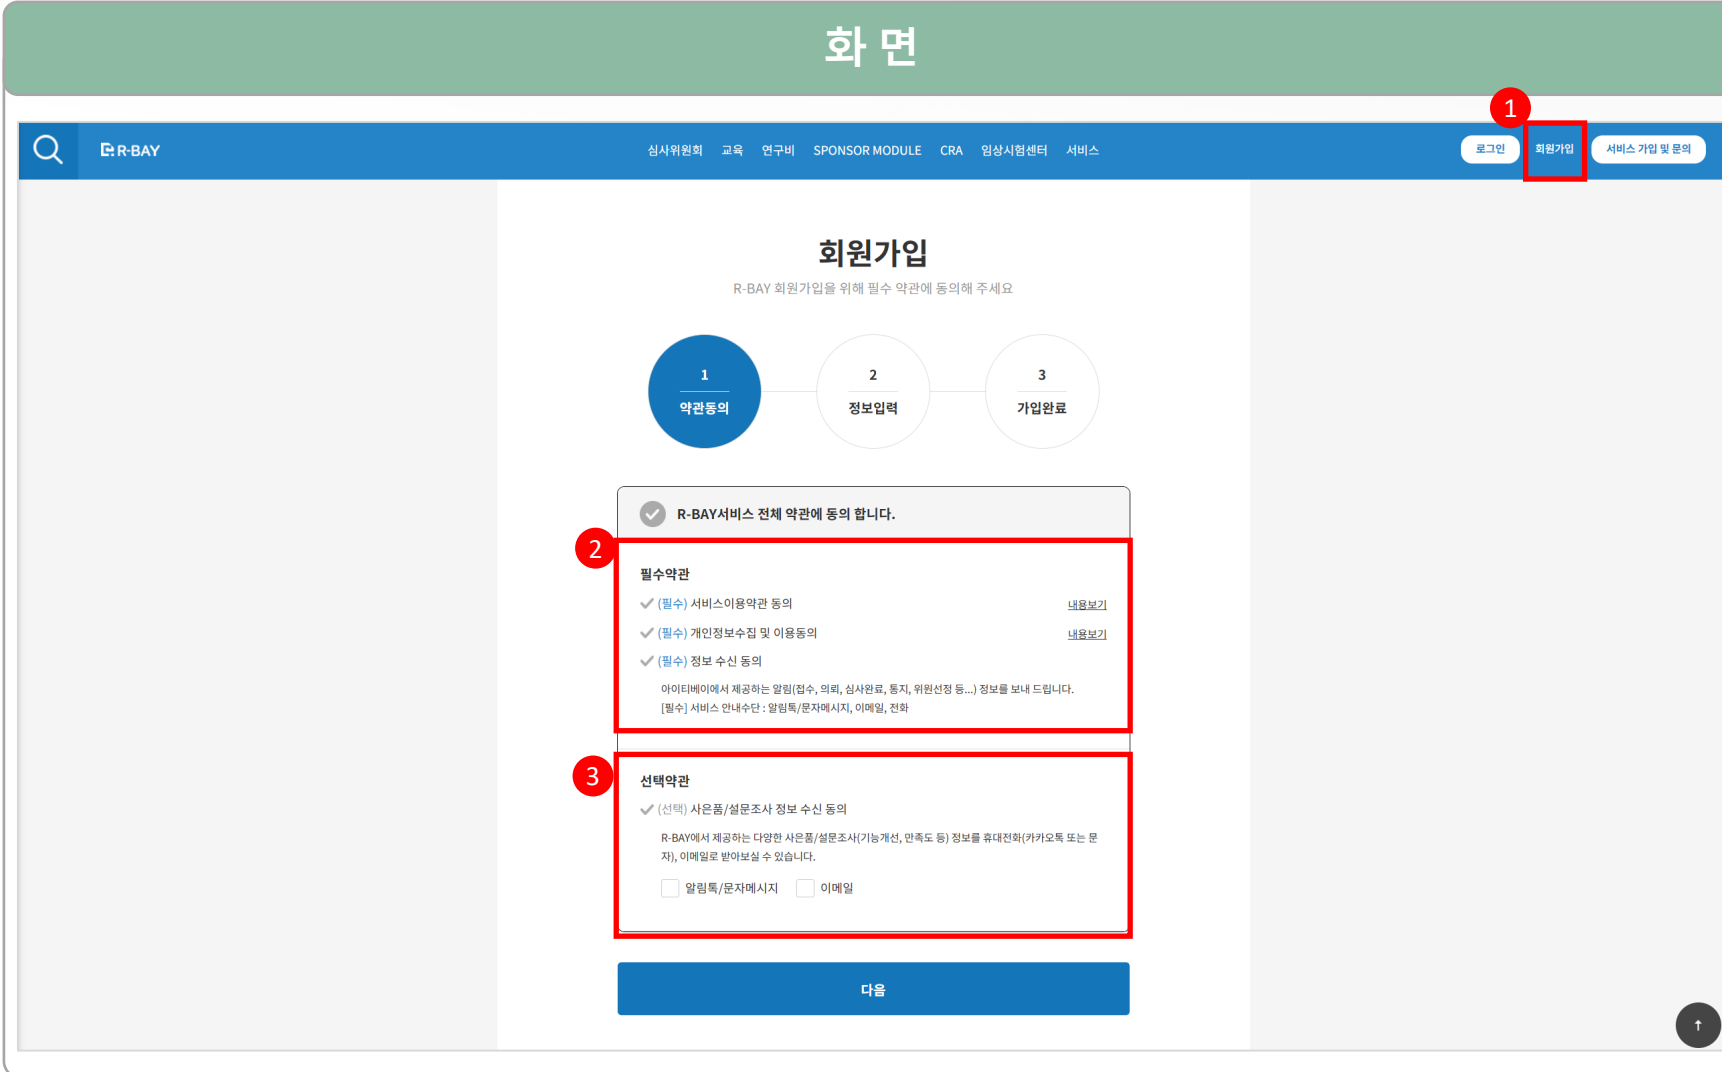 화 면
1
R-BAY
심사위원회 교육 연구비 SPONSOR MODULE CRA 임상시험센터 서비스
로그인 회원가입 서비스 가입 및 문의
회원가입
R-BAY 회원가입을 위해 필수 약관에 동의해 주세요
1
약관동의
2
정보입력
3
가입완료
R-BAY서비스 전체 약관에 동의 합니다.
2
필수약관
(필수) 서비스이용약관 동의 내용보기
(필수) 개인정보수집 및 이용동의 내용보기
(필수) 정보 수신 동의
아이티베이에서 제공하는 알림(접수, 의뢰, 심사완료, 통지, 위원선정 등...) 정보를 보내 드립니다.
[필수] 서비스 안내수단 : 알림톡/문자메시지, 이메일, 전화
3
선택약관
(선택) 사은품/설문조사 정보 수신 동의
R-BAY에서 제공하는 다양한 사은품/설문조사(기능개선, 만족도 등) 정보를 휴대전화(카카오톡 또는 문
자), 이메일로 받아보실 수 있습니다.
알림톡/문자메시지 이메일
다음